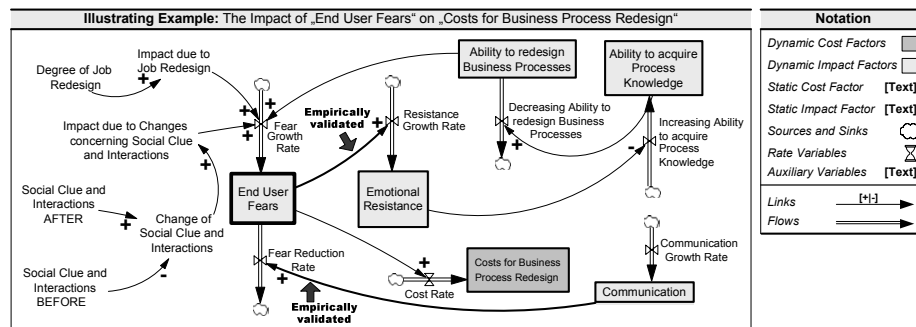 Illustrating Example: The Impact of „End User Fears“ on „Costs for Business Process Redesign“
Degree of Job
Redesign
+
Impact due to
Job Redesign
+
+
+
Fear
Growth
Rate
Impact due to Changes
concerning Social Clue
and Interactions
+
Social Clue and
Interactions
AFTER
+
Change of
Social Clue and
Interactions
-
Social Clue and
Interactions
BEFORE
End User
Fears
Fear Reduction
Rate
+
Empirically
validated
+
Resistance
Growth Rate
Emotional
Resistance
Ability to redesign
Business Processes
Decreasing Ability to
redesign Business
Processes
+
Ability to acquire
Process
Knowledge
-
Increasing Ability
to acquire
Process
Knowledge
Communication
Growth Rate
Communication
+
Cost Rate
Costs for Business
Process Redesign
Empirically
validated
Notation
Dynamic Cost Factors
Dynamic Impact Factors
Static Cost Factor [Text]
Static Impact Factor [Text]
Sources and Sinks
Rate Variables
Auxiliary Variables [Text]
Links [+|-]
Flows